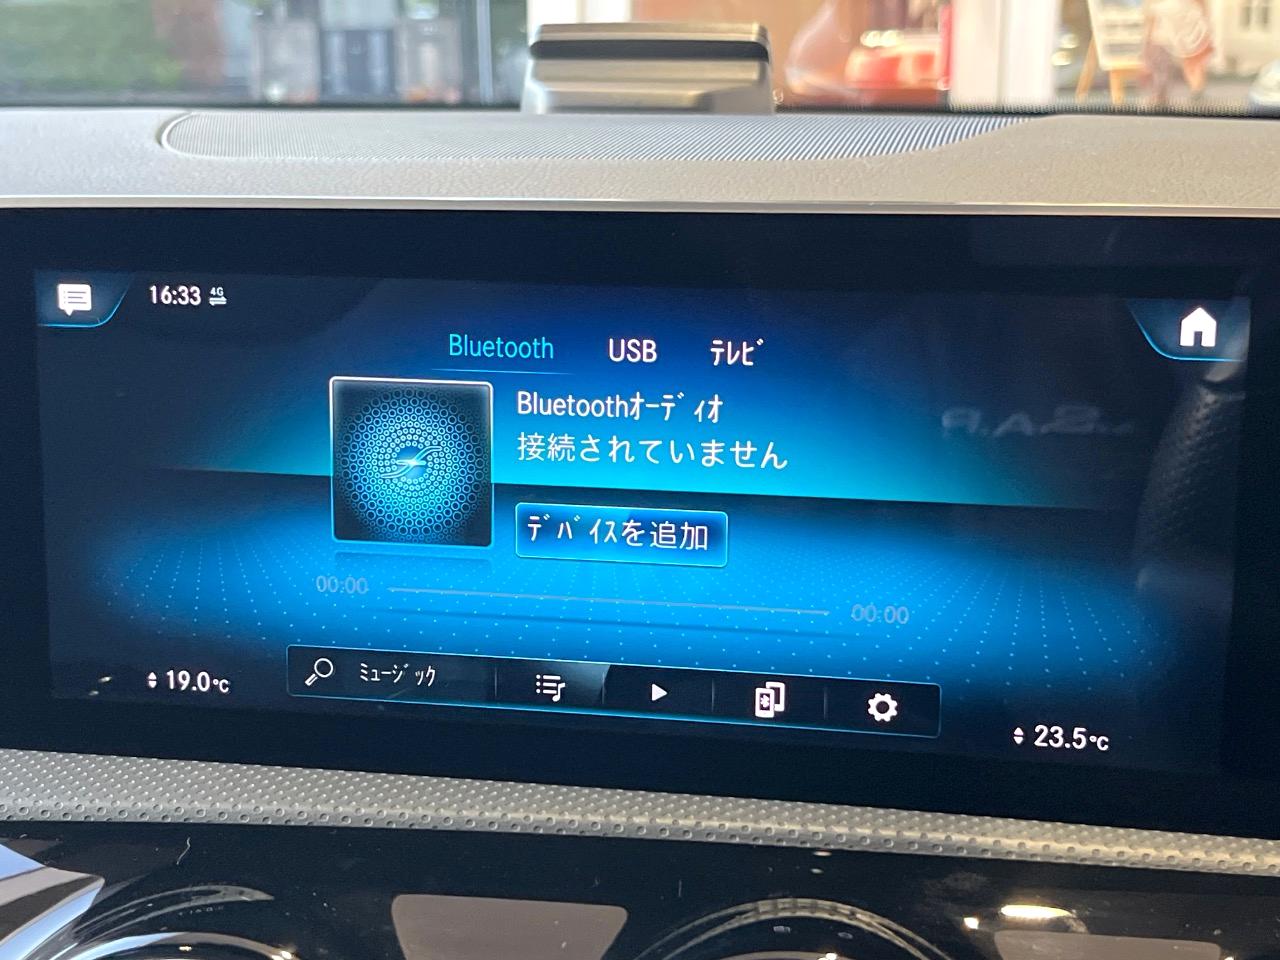 16:33 4G
Bluetooth USB ﾃﾚﾋﾞ
Bluetoothｵｰﾃﾞｨｵ
接続されていません
ﾃﾞﾊﾞｲｽを追加
00:00 00:00
ﾐｭｰｼﾞｯｸ
19.0°C
23.5°C